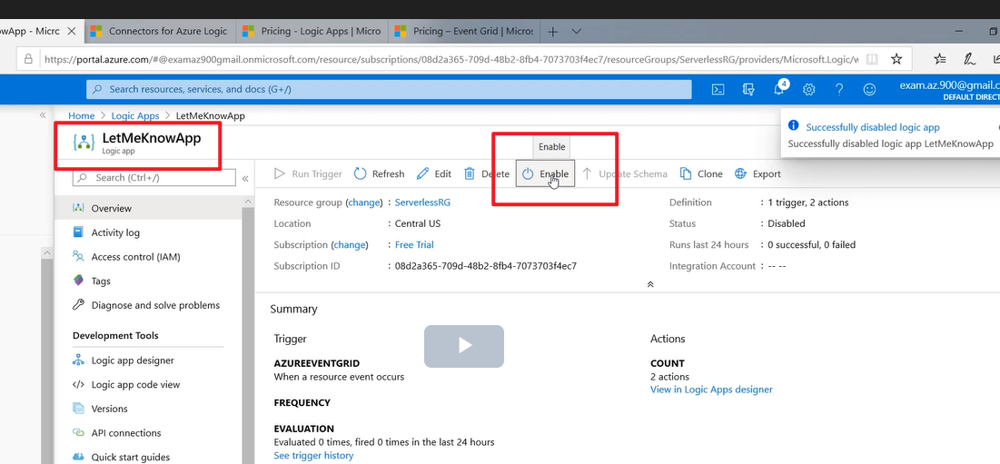 owApp - Micro
Connectors for Azure Logic
Pricing - Logic Apps | Micro
Pricing – Event Grid | Micros
https://portal.azure.com/#@examaz900gmail.onmicrosoft.com/resource/subscriptions/08d2a365-709d-48b2-8fb4-7073703f4ec7/resourceGroups/ServerlessRG/providers/Microsoft.Logic/w
Search resources, services, and docs (G+/)
4
exam.az.900@gmail.c
DEFAULT DIRECT
Home > Logic Apps > LetMeKnowApp
LetMeKnowApp
Logic app
Successfully disabled logic app
Successfully disabled logic app LetMeKnowApp
Enable
Search (Ctrl+/)
Run Trigger Refresh Edit Delete Enable Update Schema Clone Export
Overview
Activity log
Access control (IAM)
Tags
Diagnose and solve problems
Development Tools
Logic app designer
Logic app code view
Versions
API connections
Quick start guides
Resource group (change) : ServerlessRG
Location : Central US
Subscription (change) : Free Trial
Subscription ID : 08d2a365-709d-48b2-8fb4-7073703f4ec7
Definition : 1 trigger, 2 actions
Status : Disabled
Runs last 24 hours : 0 successful, 0 failed
Integration Account : -- --
Summary
Trigger
AZUREEVENTGRID
When a resource event occurs
FREQUENCY
EVALUATION
Evaluated 0 times, fired 0 times in the last 24 hours
See trigger history
Actions
COUNT
2 actions
View in Logic Apps designer